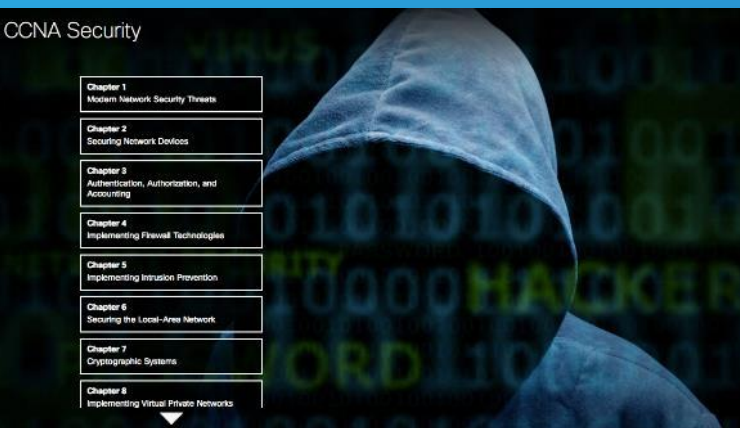 CCNA Security
Chapter 1
Modern Network Security Threats
Chapter 2
Securing Network Devices
Chapter 3
Authentication, Authorization, and
Accounting
Chapter 4
Implementing Firewall Technologies
Chapter 5
Implementing Intrusion Prevention
Chapter 6
Securing the Local-Area Network
Chapter 7
Cryptographic Systems
Chapter 8
Implementing Virtual Private Networks
VIRUS
HACKER